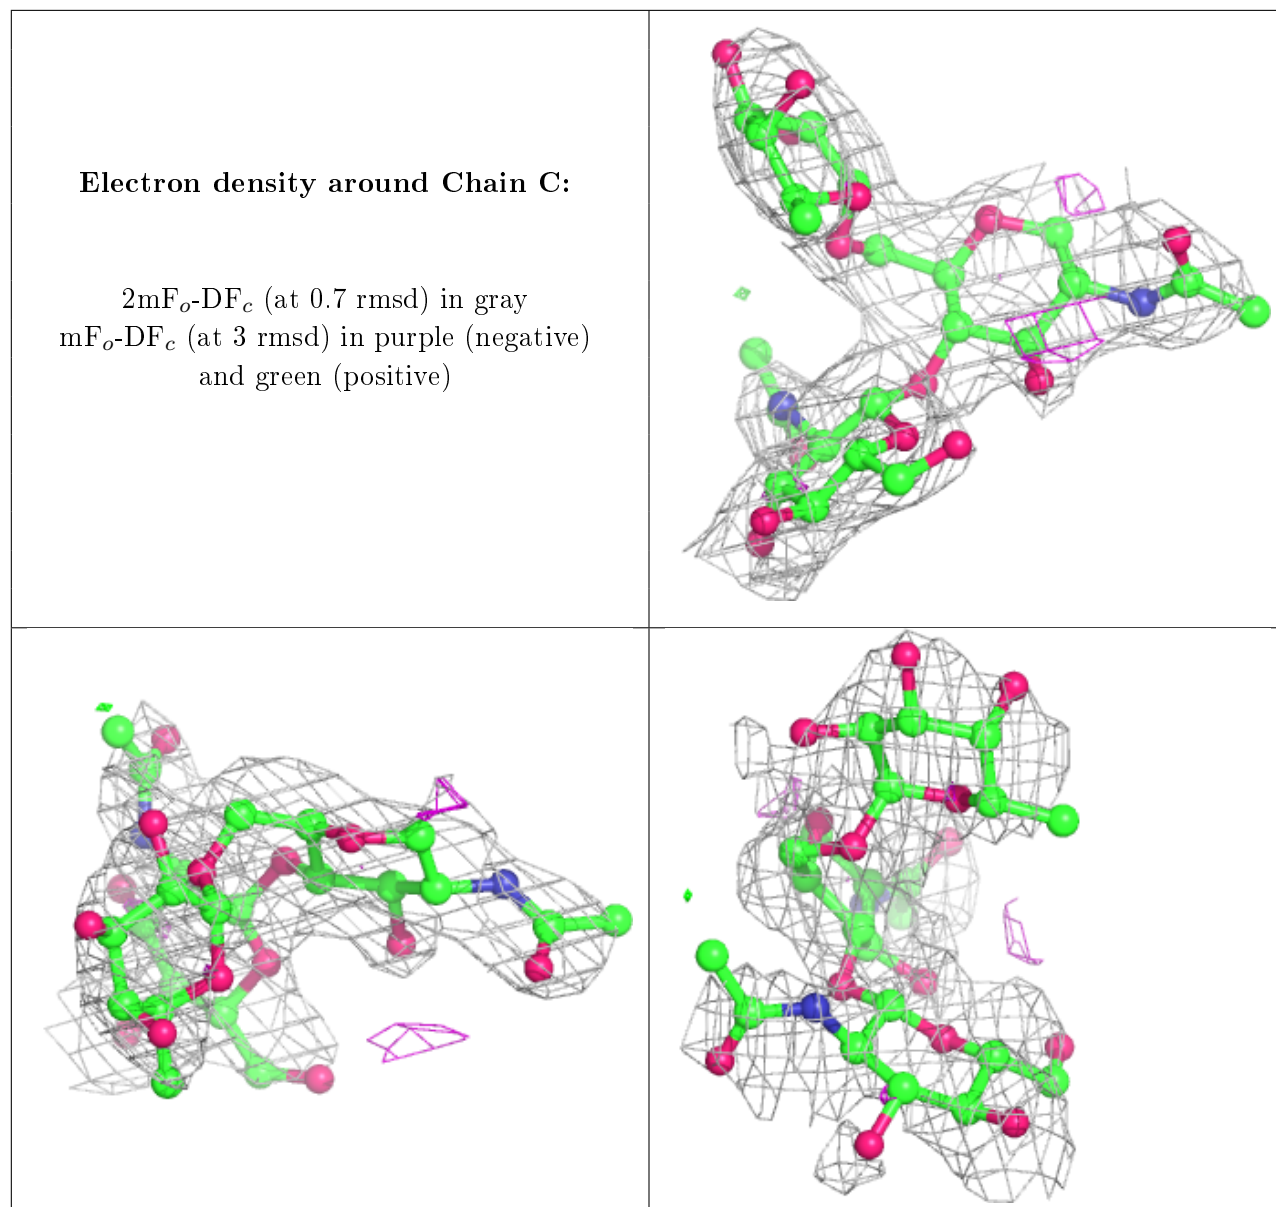 Electron density around Chain C:
2mFₒ-DF𝒸 (at 0.7 rmsd) in gray
mFₒ-DF𝒸 (at 3 rmsd) in purple (negative)
and green (positive)